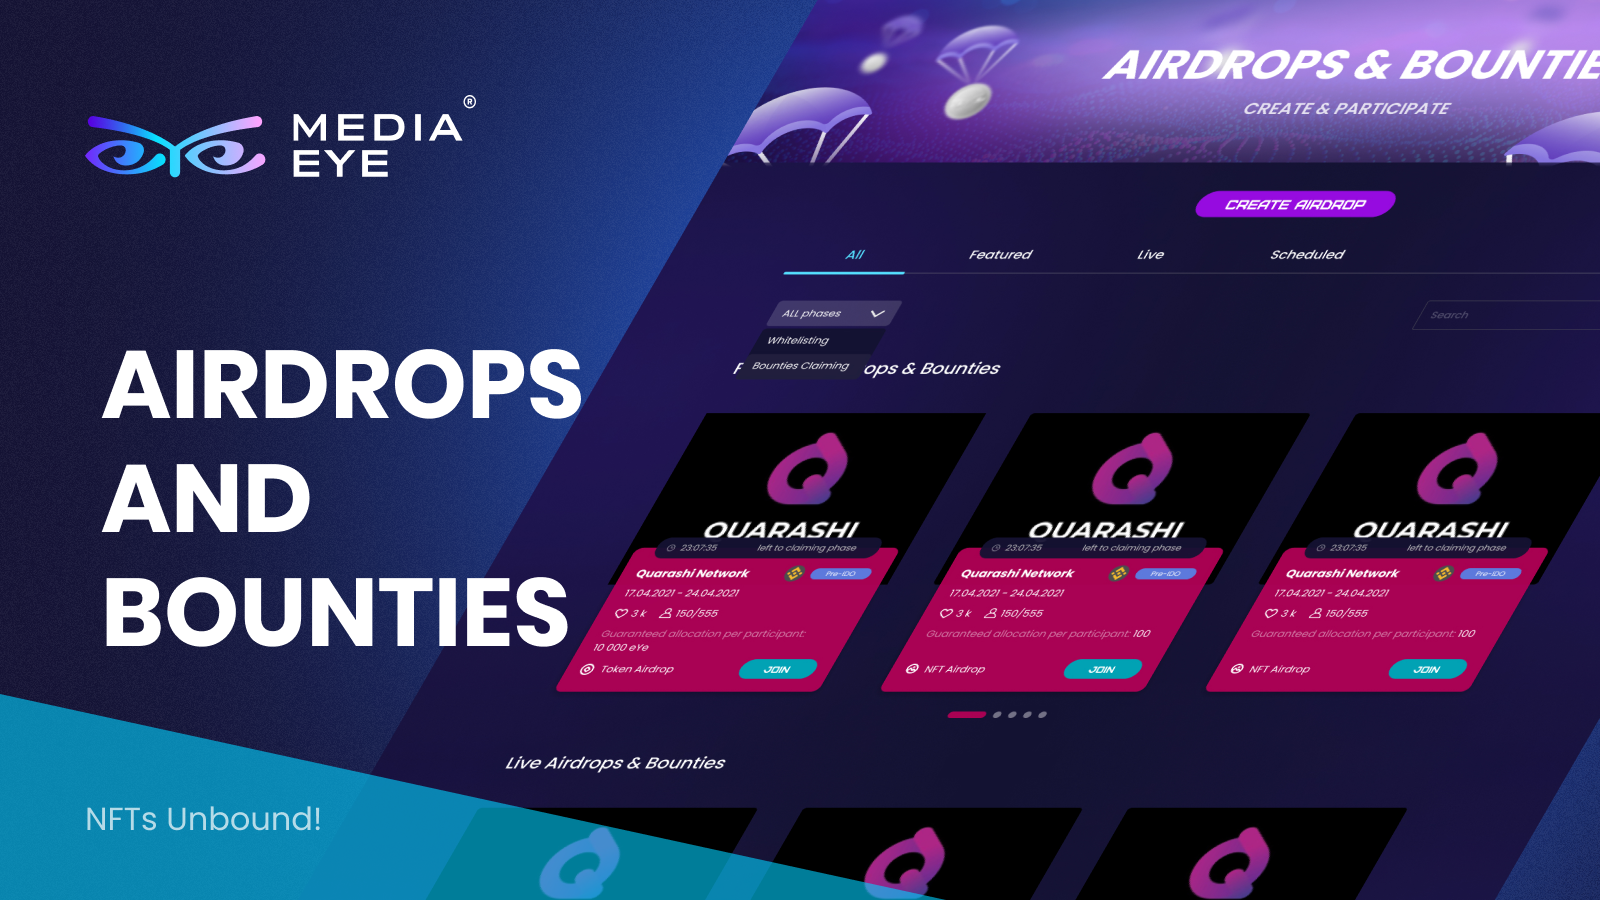 MEDIA
EYE
®
AIRDROPS
AND
BOUNTIES
NFTs Unbound!
AIRDROPS & BOUNTIE
CREATE & PARTICIPATE
CREATE AIRDROP
All
Featured
Live
Scheduled
ALL phases
Search
Whitelisting
Bounties Claiming
F
ops & Bounties
QUARASHI
23:07:35 left to claiming phase
Quarashi Network Pre-IDO
17.04.2021 - 24.04.2021
3 k 150/555
Guaranteed allocation per participant:
10 000 eYe
Token Airdrop JOIN
QUARASHI
23:07:35 left to claiming phase
Quarashi Network Pre-IDO
17.04.2021 - 24.04.2021
3 k 150/555
Guaranteed allocation per participant: 100
NFT Airdrop JOIN
QUARASHI
23:07:35 left to claiming phase
Quarashi Network Pre-IDO
17.04.2021 - 24.04.2021
3 k 150/555
Guaranteed allocation per participant: 100
NFT Airdrop JOIN
Live Airdrops & Bounties